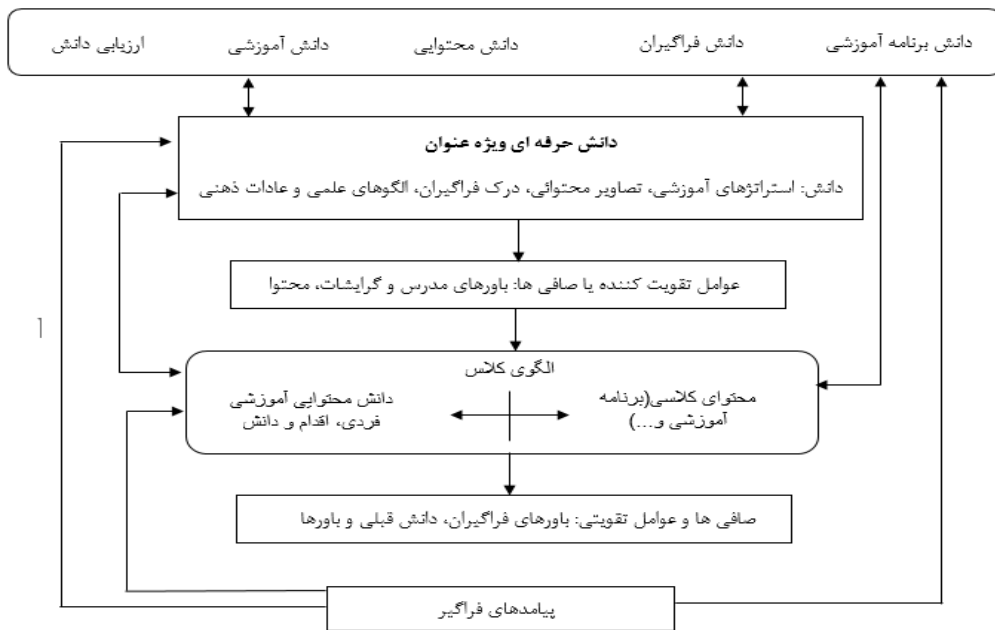 دانش برنامه آموزشی دانش فراگیران دانش محتوایی دانش آموزشی ارزیابی دانش
دانش حرفه ای ویژه عنوان
دانش: استراتژهای آموزشی، تصاویر محتوائی، درک فراگیران، الگوهای علمی و عادات ذهنی
عوامل تقویت کننده یا صافی ها: باورهای مدرس و گرایشات، محتوا
أ
الگوی کلاس
محتوای کلاسی(برنامه
آموزشی و...)
دانش محتوایی آموزشی
فردی، اقدام و دانش
صافی ها و عوامل تقویتی: باورهای فراگیران، دانش قبلی و باورها
پیامدهای فراگیر